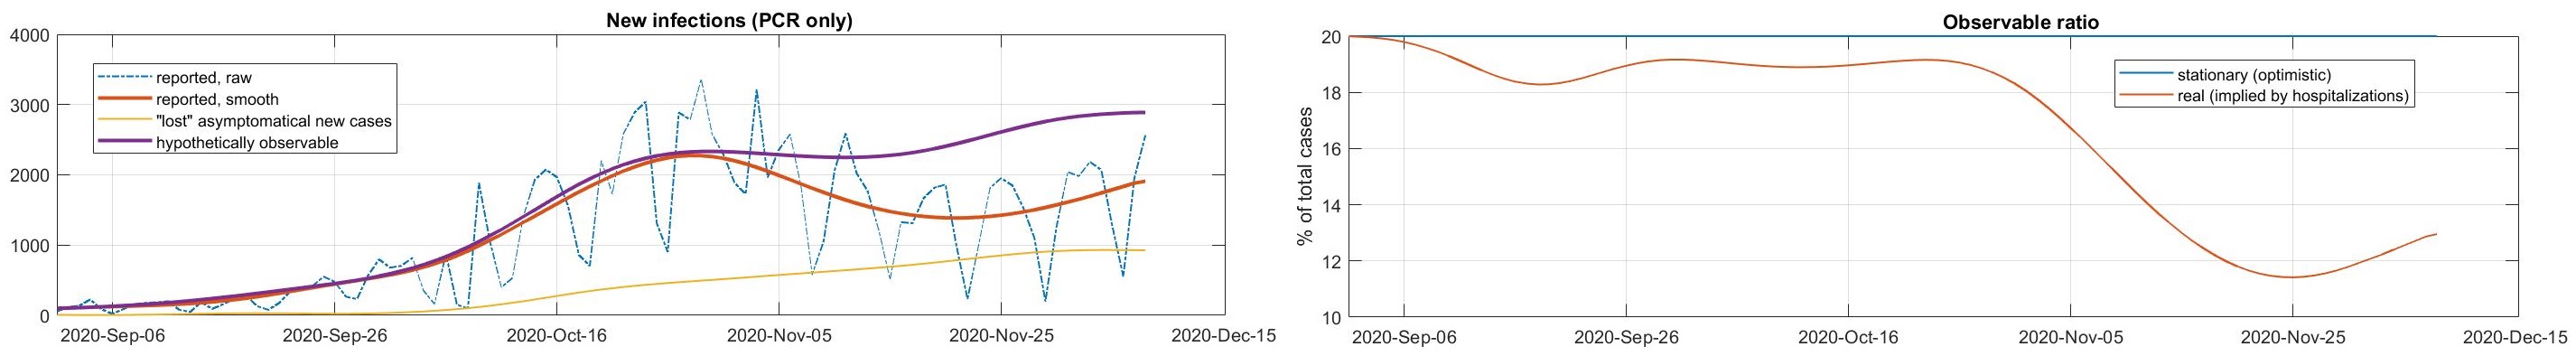 New infections (PCR only)
4000
3000
2000
1000
0
reported, raw
reported, smooth
"lost" asymptomatical new cases
hypothetically observable
2020-Sep-06
2020-Sep-26
2020-Oct-16
2020-Nov-05
2020-Nov-25
2020-Dec-15
Observable ratio
% of total cases
20
18
16
14
12
10
stationary (optimistic)
real (implied by hospitalizations)
2020-Sep-06
2020-Sep-26
2020-Oct-16
2020-Nov-05
2020-Nov-25
2020-Dec-15